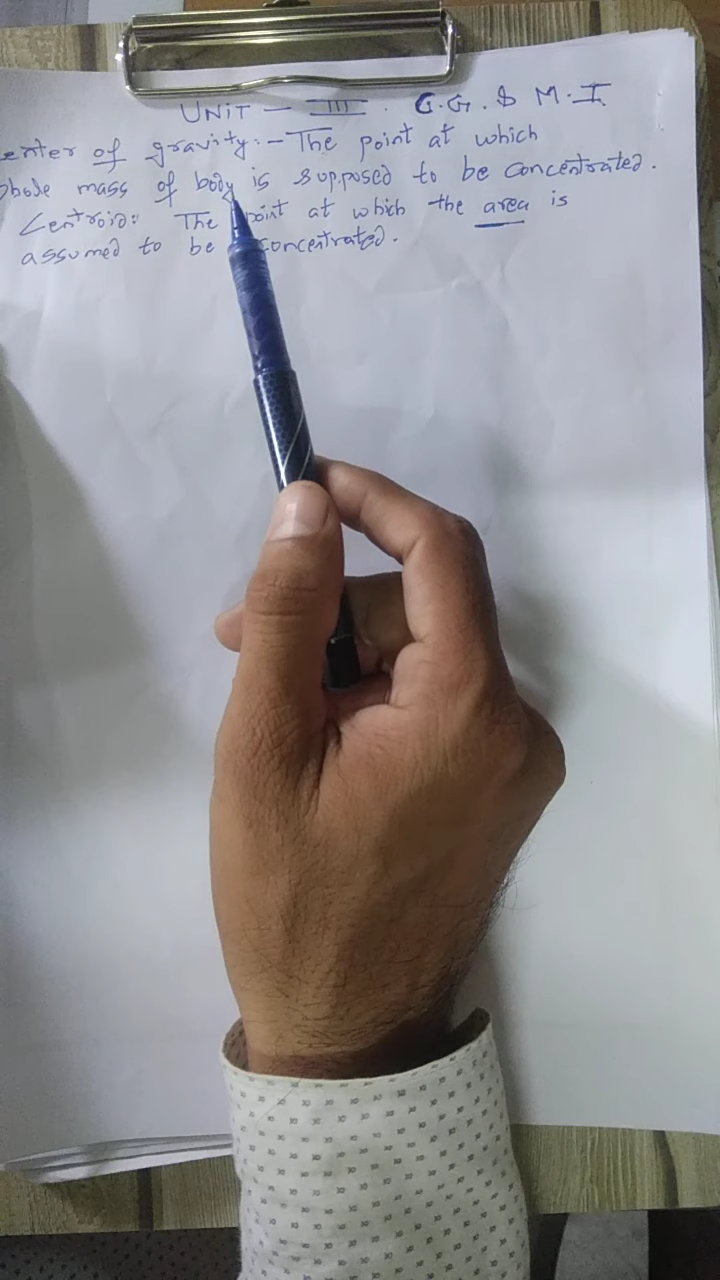 UNIT - III. C.G. & M.I
enter of gravity:- The point at which
whole mass of body is supposed to be concentrated.
Centroid: The point at which the area is
assumed to be concentrated.